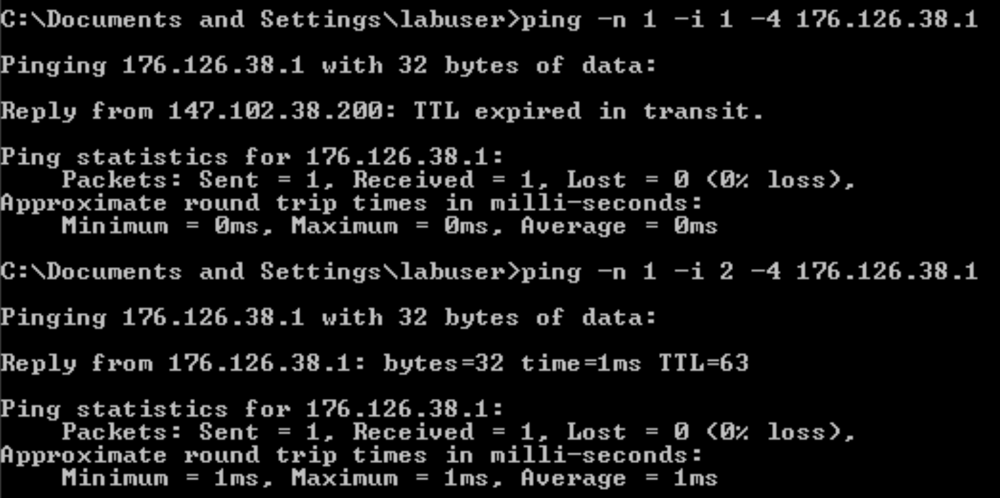 C:\Documents and Settings\labuser>ping -n 1 -i 1 -4 176.126.38.1
Pinging 176.126.38.1 with 32 bytes of data:
Reply from 147.102.38.200: TTL expired in transit.
Ping statistics for 176.126.38.1:
    Packets: Sent = 1, Received = 1, Lost = 0 (0% loss),
Approximate round trip times in milli-seconds:
    Minimum = 0ms, Maximum = 0ms, Average = 0ms
C:\Documents and Settings\labuser>ping -n 1 -i 2 -4 176.126.38.1
Pinging 176.126.38.1 with 32 bytes of data:
Reply from 176.126.38.1: bytes=32 time=1ms TTL=63
Ping statistics for 176.126.38.1:
    Packets: Sent = 1, Received = 1, Lost = 0 (0% loss),
Approximate round trip times in milli-seconds:
    Minimum = 1ms, Maximum = 1ms, Average = 1ms